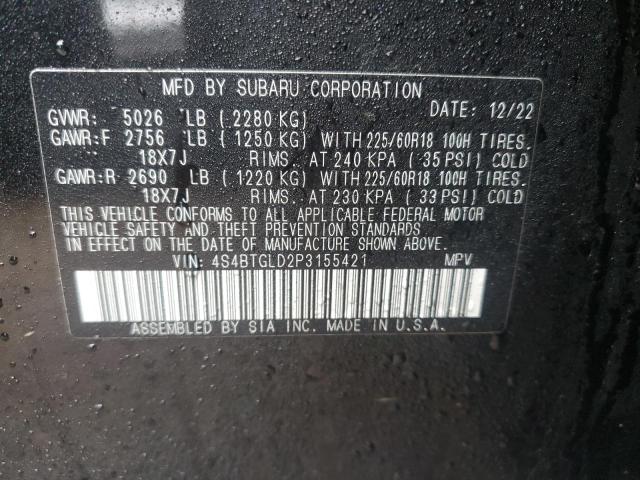 MFD BY SUBARU CORPORATION
GVWR: 5026 LB ( 2280 KG) DATE: 12/22
GAWR:F 2756 LB ( 1250 KG) WITH 225/60R18 100H TIRES.
18X7J RIMS. AT 240 KPA ( 35 PSI) COLD
GAWR:R 2690 LB ( 1220 KG) WITH 225/60R18 100H TIRES.
18X7J RIMS. AT 230 KPA ( 33 PSI) COLD
THIS VEHICLE CONFORMS TO ALL APPLICABLE FEDERAL MOTOR
VEHICLE SAFETY AND THEFT PREVENTION STANDARDS
IN EFFECT ON THE DATE OF MANUFACTURE SHOWN ABOVE.
VIN: 4S4BTGLD2P3155421 MPV
ASSEMBLED BY SIA INC. MADE IN U.S.A.